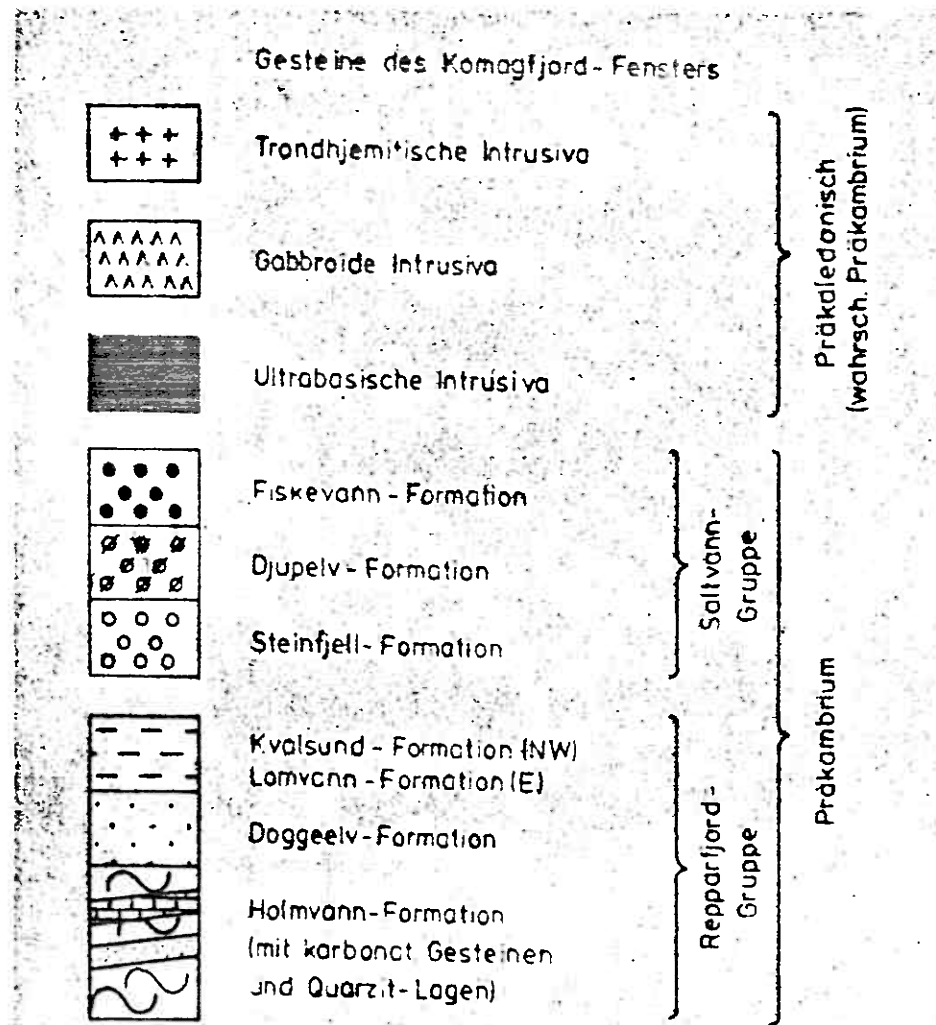 Gesteine des Komagfjord-Fensters
Trondhjemitische Intrusiva
Gabbroide Intrusiva
Ultrabasische Intrusiva
Präkaledonisch
(wahrsch. Präkambrium)
Fiskevann-Formation
Djupelv-Formation
Steinfjell-Formation
Saltvann-
Gruppe
Kvalsund-Formation (NW)
Lomvann-Formation (E)
Doggeelv-Formation
Holmvann-Formation
(mit karbonat Gesteinen
und Quarzit-Lagen)
Repparfjord-
Gruppe
Präkambrium